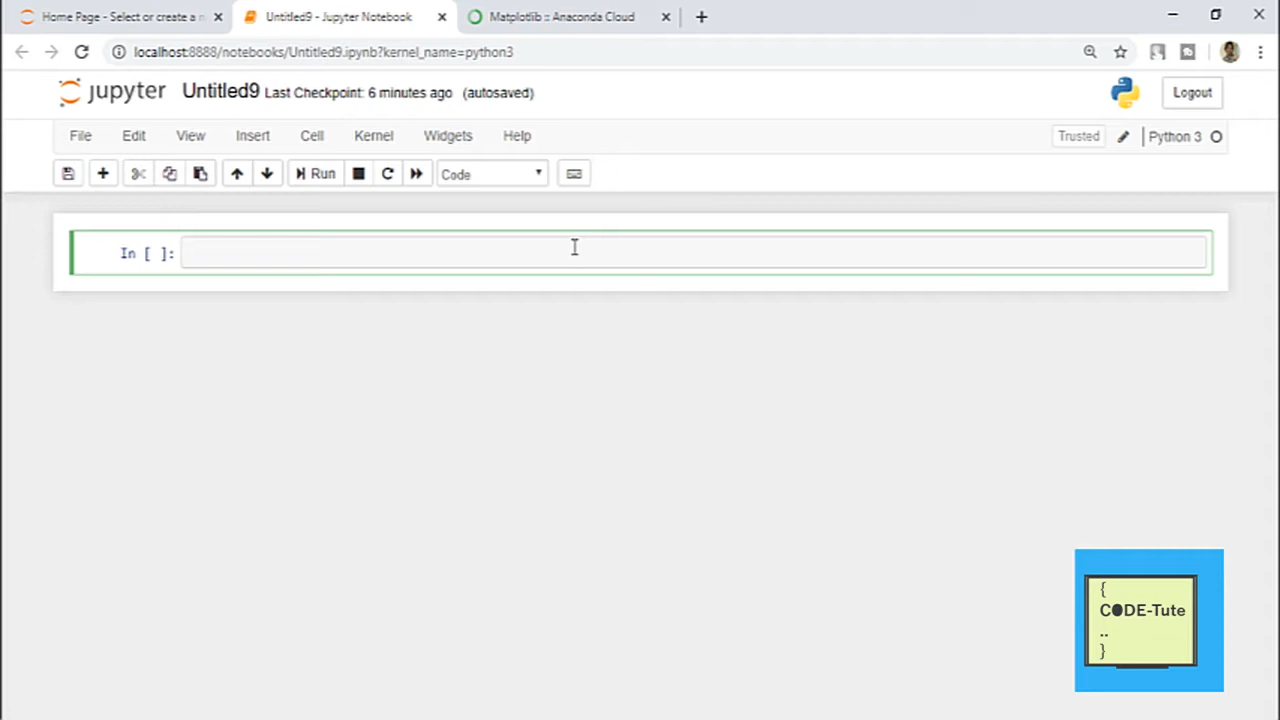 Home Page - Select or create a n
Untitled9 - Jupyter Notebook
Matplotlib :: Anaconda Cloud
localhost:8888/notebooks/Untitled9.ipynb?kernel_name=python3
jupyter Untitled9 Last Checkpoint: 6 minutes ago (autosaved)
Logout
File Edit View Insert Cell Kernel Widgets Help
Trusted Python 3
Run Code
In [ ]:
{
CODE-Tute
..
}